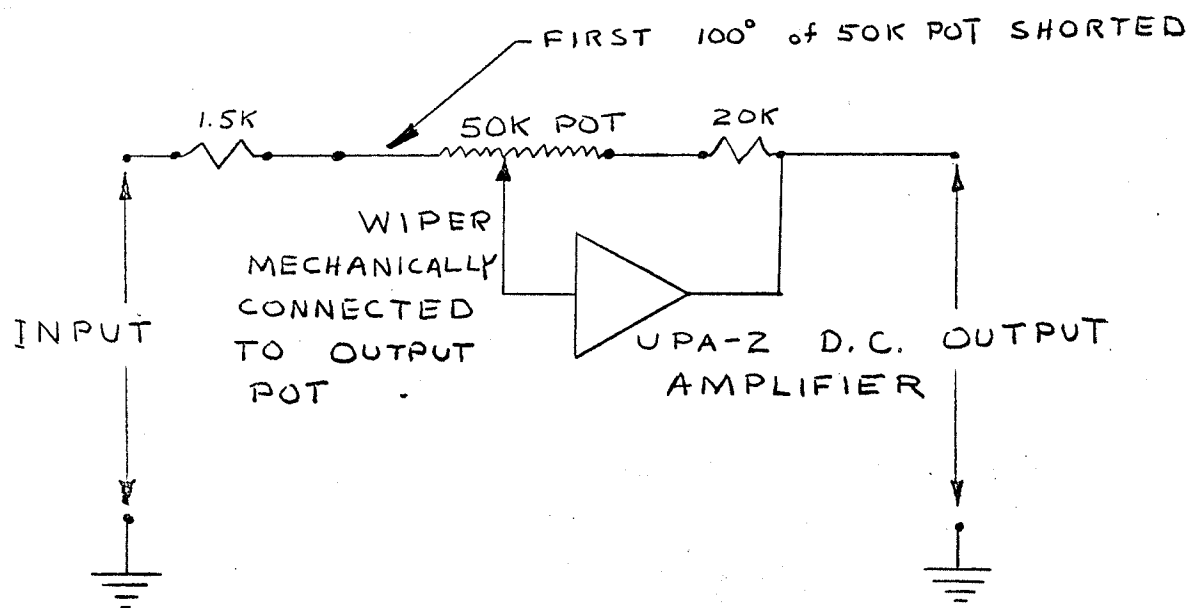 FIRST 100° of 50K POT SHORTED
1.5K
50K POT
20K
WIPER
MECHANICALLY
CONNECTED
TO OUTPUT
POT
INPUT
UPA-2 D.C.
AMPLIFIER
OUTPUT